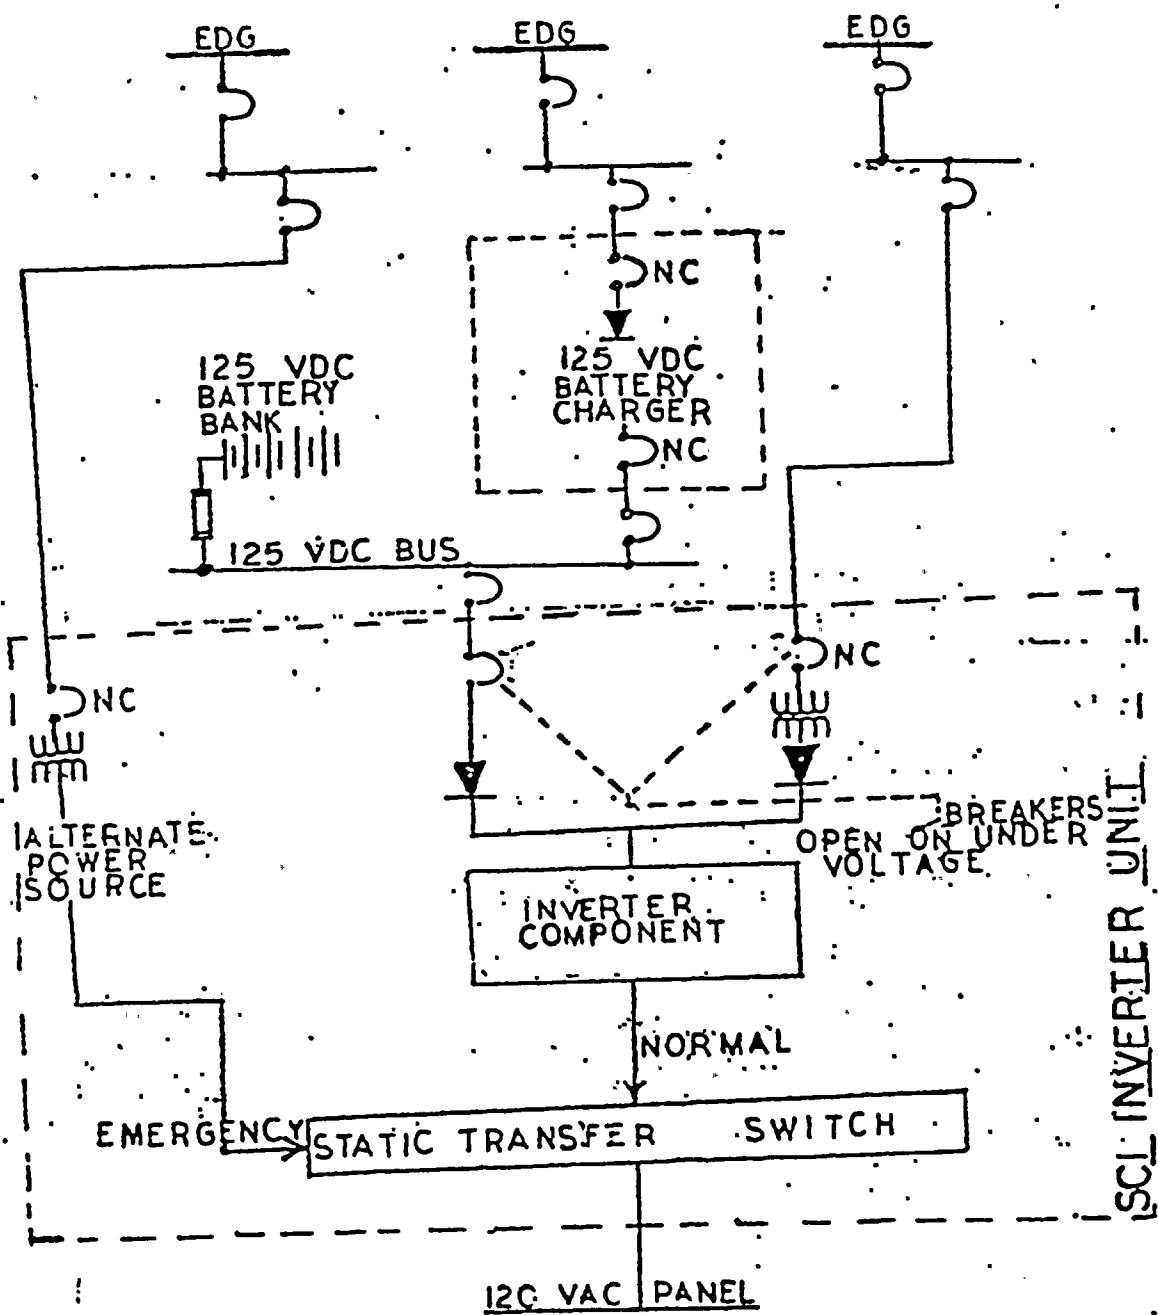 EDG
EDG
EDG
NC
125 VDC
BATTERY
BANK
125 VDC
BATTERY
CHARGER
NC
125 VDC BUS
NC
NC
ALTERNATE
POWER
SOURCE
BREAKERS
OPEN ON UNDER
VOLTAGE
INVERTER
COMPONENT
NORMAL
EMERGENCY
STATIC TRANSFER SWITCH
SCI INVERTER UNIT
120 VAC PANEL